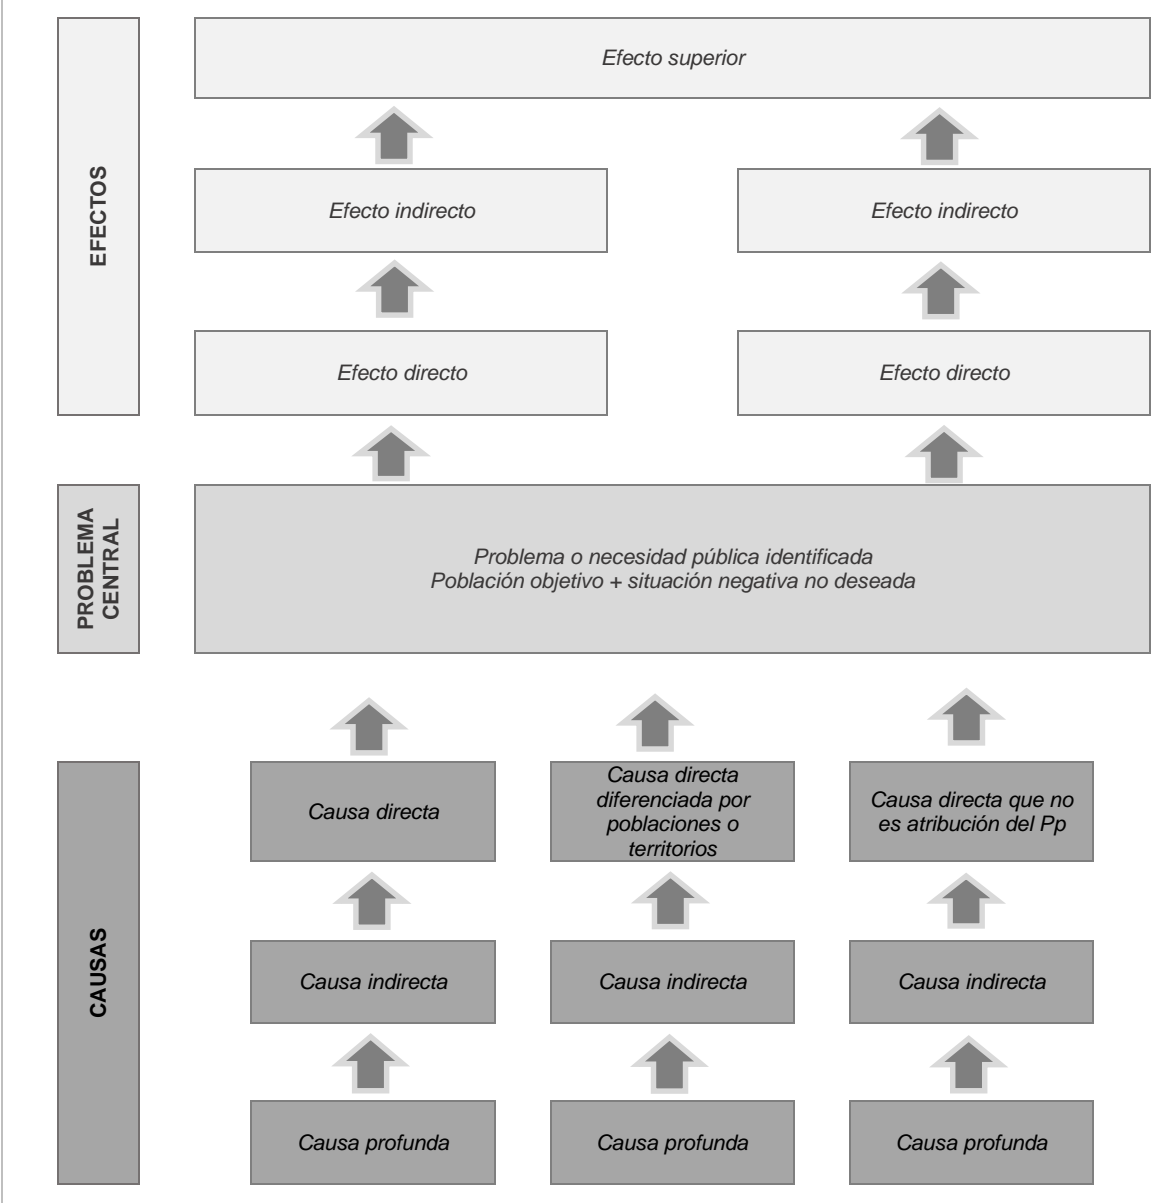 EFECTOS
Efecto superior
Efecto indirecto
Efecto indirecto
Efecto directo
Efecto directo
PROBLEMA
CENTRAL
Problema o necesidad pública identificada
Población objetivo + situación negativa no deseada
CAUSAS
Causa directa
Causa directa
diferenciada por
poblaciones o
territorios
Causa directa que no
es atribución del Pp
Causa indirecta
Causa indirecta
Causa indirecta
Causa profunda
Causa profunda
Causa profunda